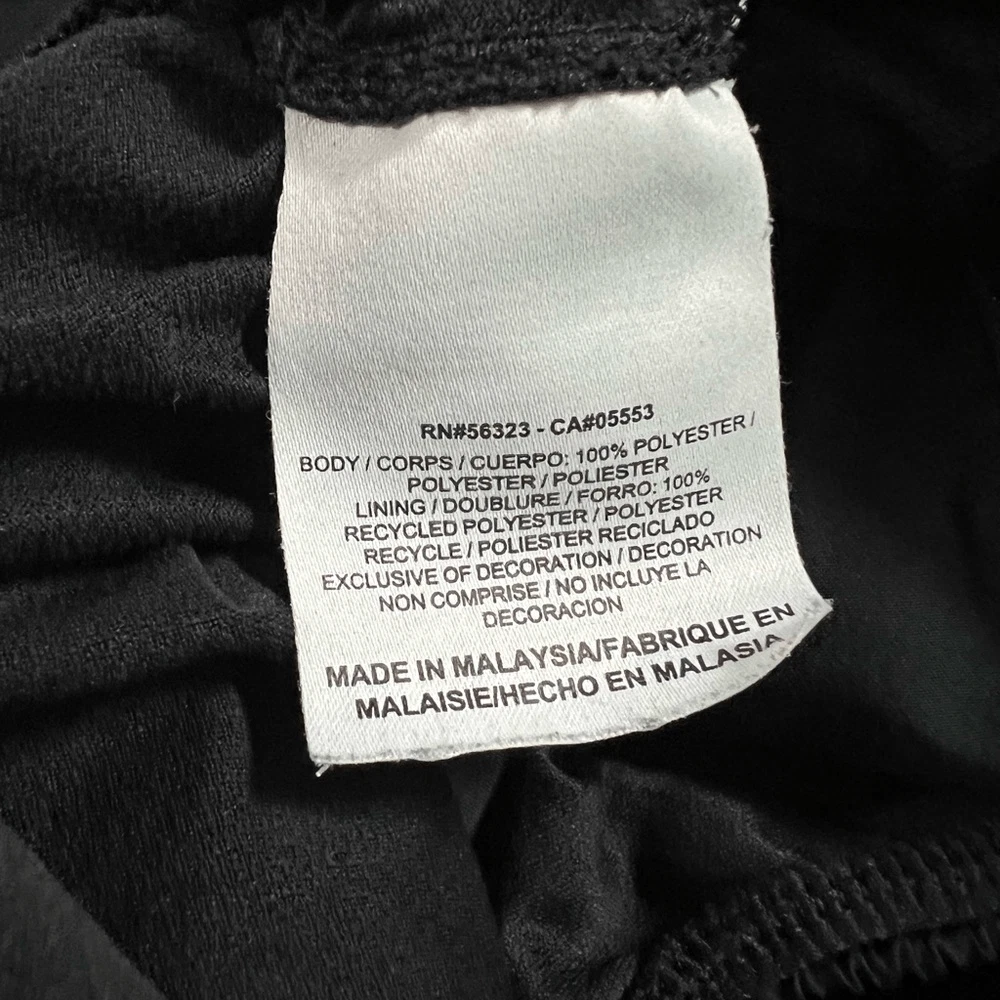 RN#56323 - CA#05553
BODY / CORPS / CUERPO: 100% POLYESTER /
POLYESTER / POLIESTER
LINING / DOUBLURE / FORRO: 100%
RECYCLED POLYESTER / POLYESTER
RECYCLE / POLIESTER RECICLADO
EXCLUSIVE OF DECORATION / DECORATION
NON COMPRISE / NO INCLUYE LA
DECORACION
MADE IN MALAYSIA/FABRIQUE EN
MALAISIE/HECHO EN MALASIA